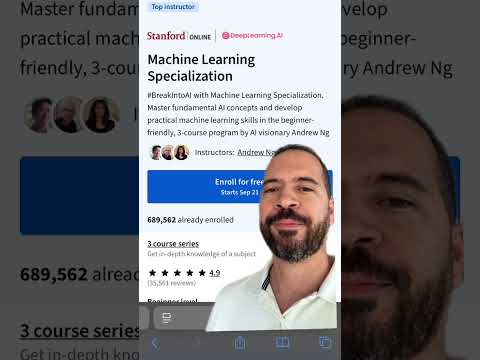 Master fundam
practical mac
friendly, 3-co
Top instructor
Stanford ONLINE
DeepLearning.AI
Machine Learning
Specialization
#BreakIntoAI with Machine Learning Specialization.
Master fundamental AI concepts and develop
practical machine learning skills in the beginner-
friendly, 3-course program by AI visionary Andrew Ng
Instructors: Andrew Ng
Enroll for free
Starts Sep 21
689,562 already enrolled
3 course series
Get in-depth knowledge of a subject
4.9
(35,561 reviews)
Beginner level
develop
beginner-
y Andrew Ng
689,562 alread
3 course series
Get in-depth knowle